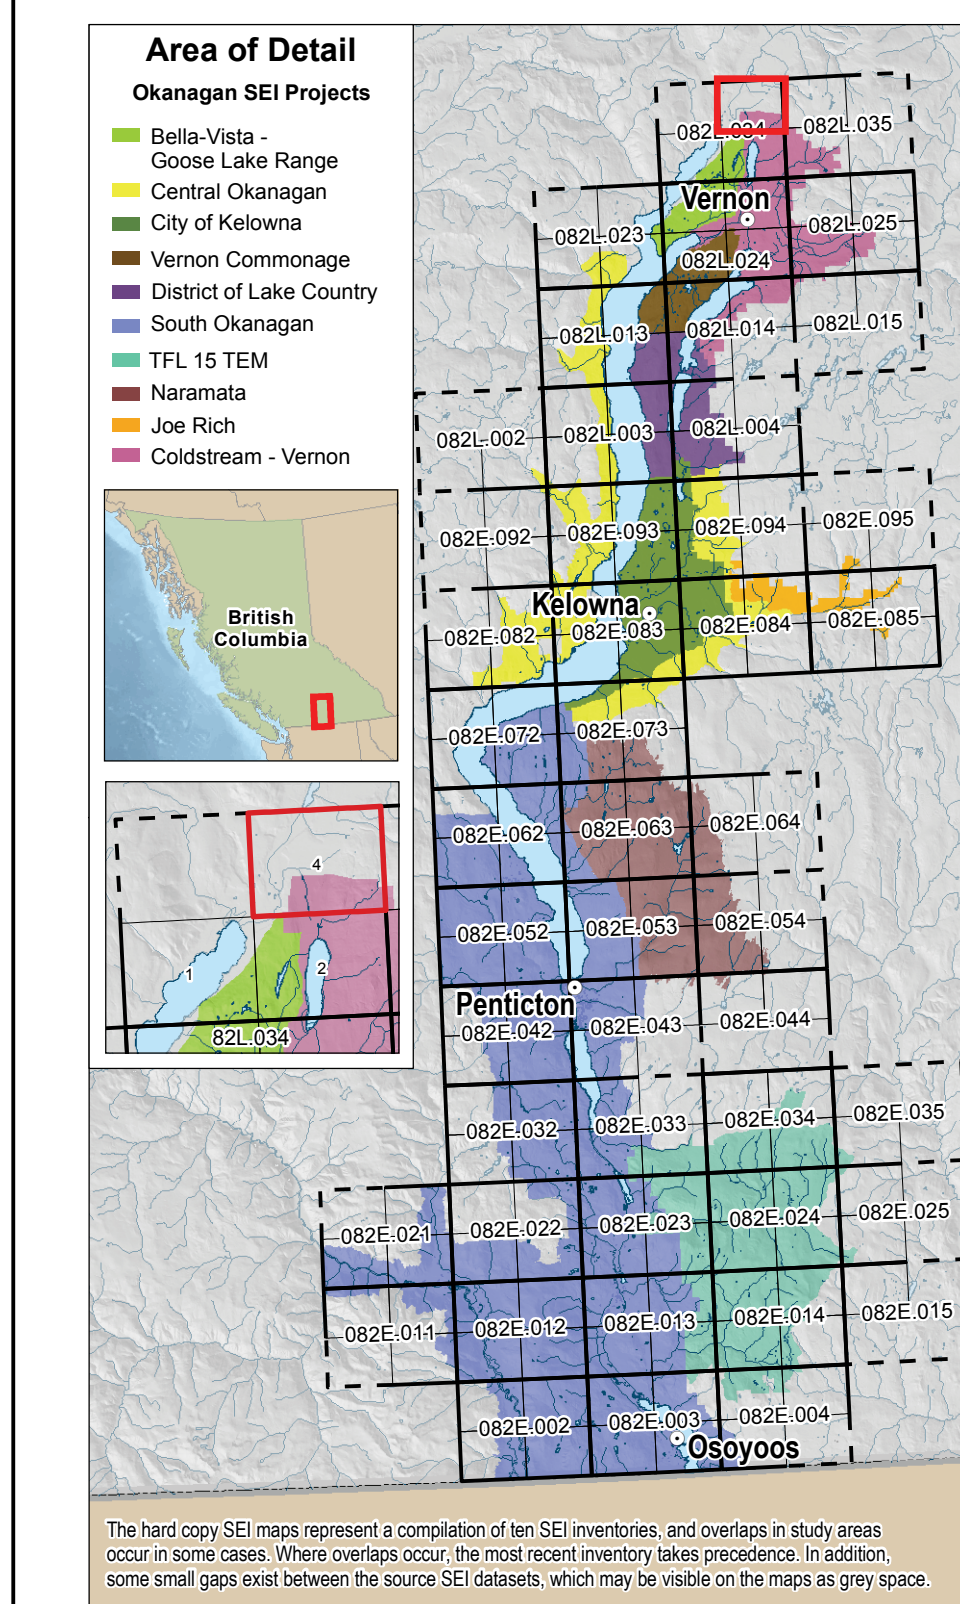 Area of Detail
Okanagan SEI Projects
Bella-Vista -
Goose Lake Range
Central Okanagan
City of Kelowna
Vernon Commonage
District of Lake Country
South Okanagan
TFL 15 TEM
Naramata
Joe Rich
Coldstream - Vernon
British
Columbia
4
1
2
82L.034
082L.034
082L.035
Vernon
082L.023
082L.025
082L.024
082L.013
082L.014
082L.015
082L.002
082L.003
082L.004
082E.092
082E.093
082E.094
082E.095
Kelowna
082E.082
082E.083
082E.084
082E.085
082E.072
082E.073
082E.062
082E.063
082E.064
082E.052
082E.053
082E.054
Penticton
082E.042
082E.043
082E.044
082E.032
082E.033
082E.034
082E.035
082E.021
082E.022
082E.023
082E.024
082E.025
082E.011
082E.012
082E.013
082E.014
082E.015
082E.002
082E.003
082E.004
Osoyoos
The hard copy SEI maps represent a compilation of ten SEI inventories, and overlaps in study areas
occur in some cases. Where overlaps occur, the most recent inventory takes precedence. In addition,
some small gaps exist between the source SEI datasets, which may be visible on the maps as grey space.